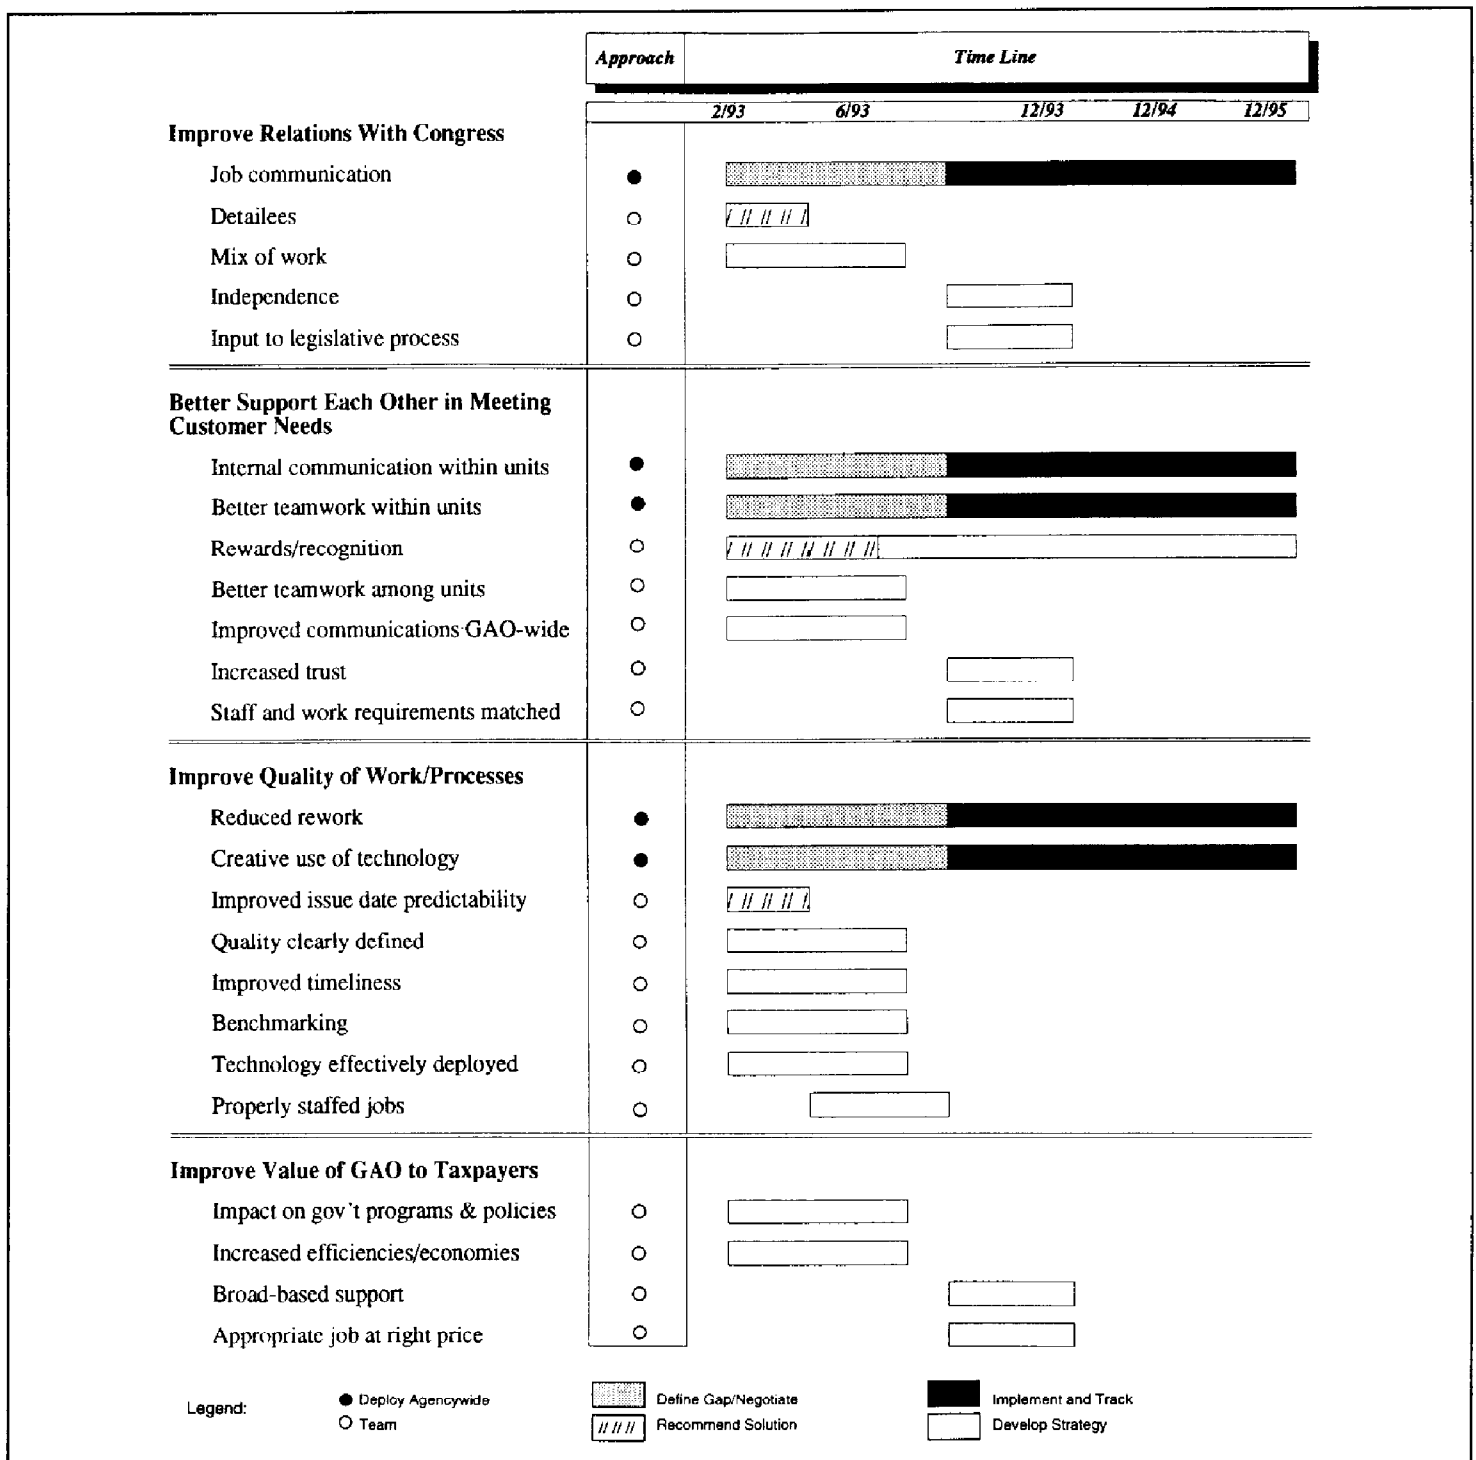 Approach Time Line
2/93 6/93 12/93 12/94 12/95
Improve Relations With Congress
Job communication
Detailees
Mix of work
Independence
Input to legislative process
Better Support Each Other in Meeting
Customer Needs
Internal communication within units
Better teamwork within units
Rewards/recognition
Better teamwork among units
Improved communications GAO-wide
Increased trust
Staff and work requirements matched
Improve Quality of Work/Processes
Reduced rework
Creative use of technology
Improved issue date predictability
Quality clearly defined
Improved timeliness
Benchmarking
Technology effectively deployed
Properly staffed jobs
Improve Value of GAO to Taxpayers
Impact on gov't programs & policies
Increased efficiencies/economies
Broad-based support
Appropriate job at right price
Legend:
Deploy Agencywide Define Gap/Negotiate Implement and Track
Team Recommend Solution Develop Strategy